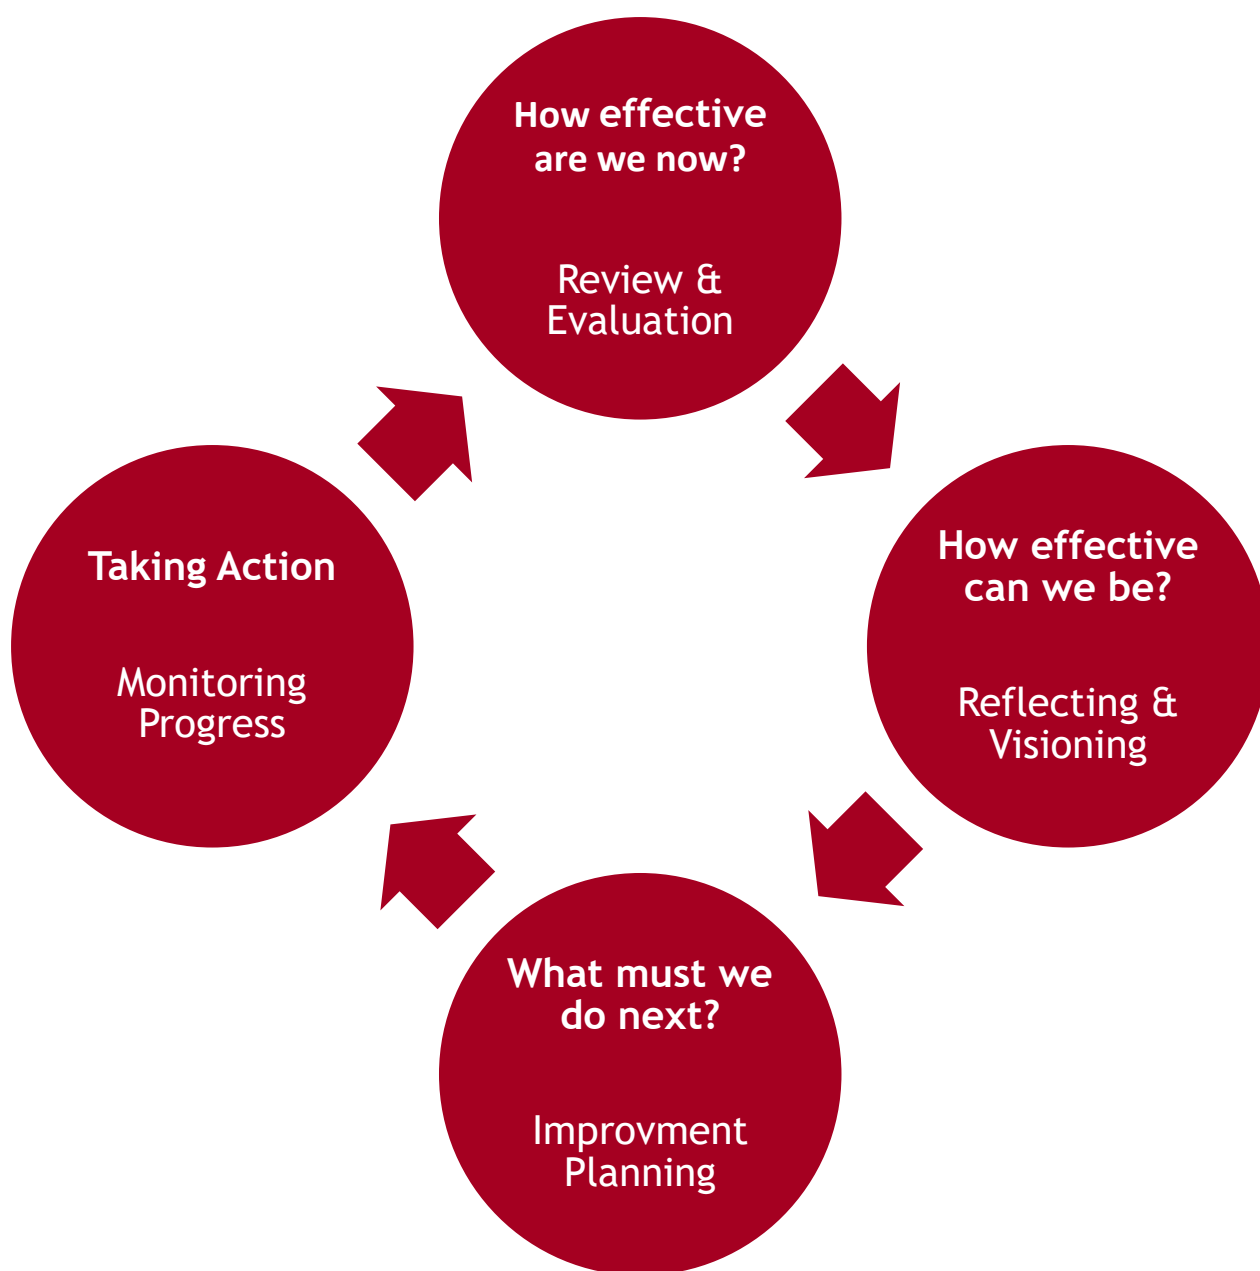 How effective
are we now?
Review &
Evaluation
How effective
can we be?
Reflecting &
Visioning
What must we
do next?
Improvment
Planning
Taking Action
Monitoring
Progress